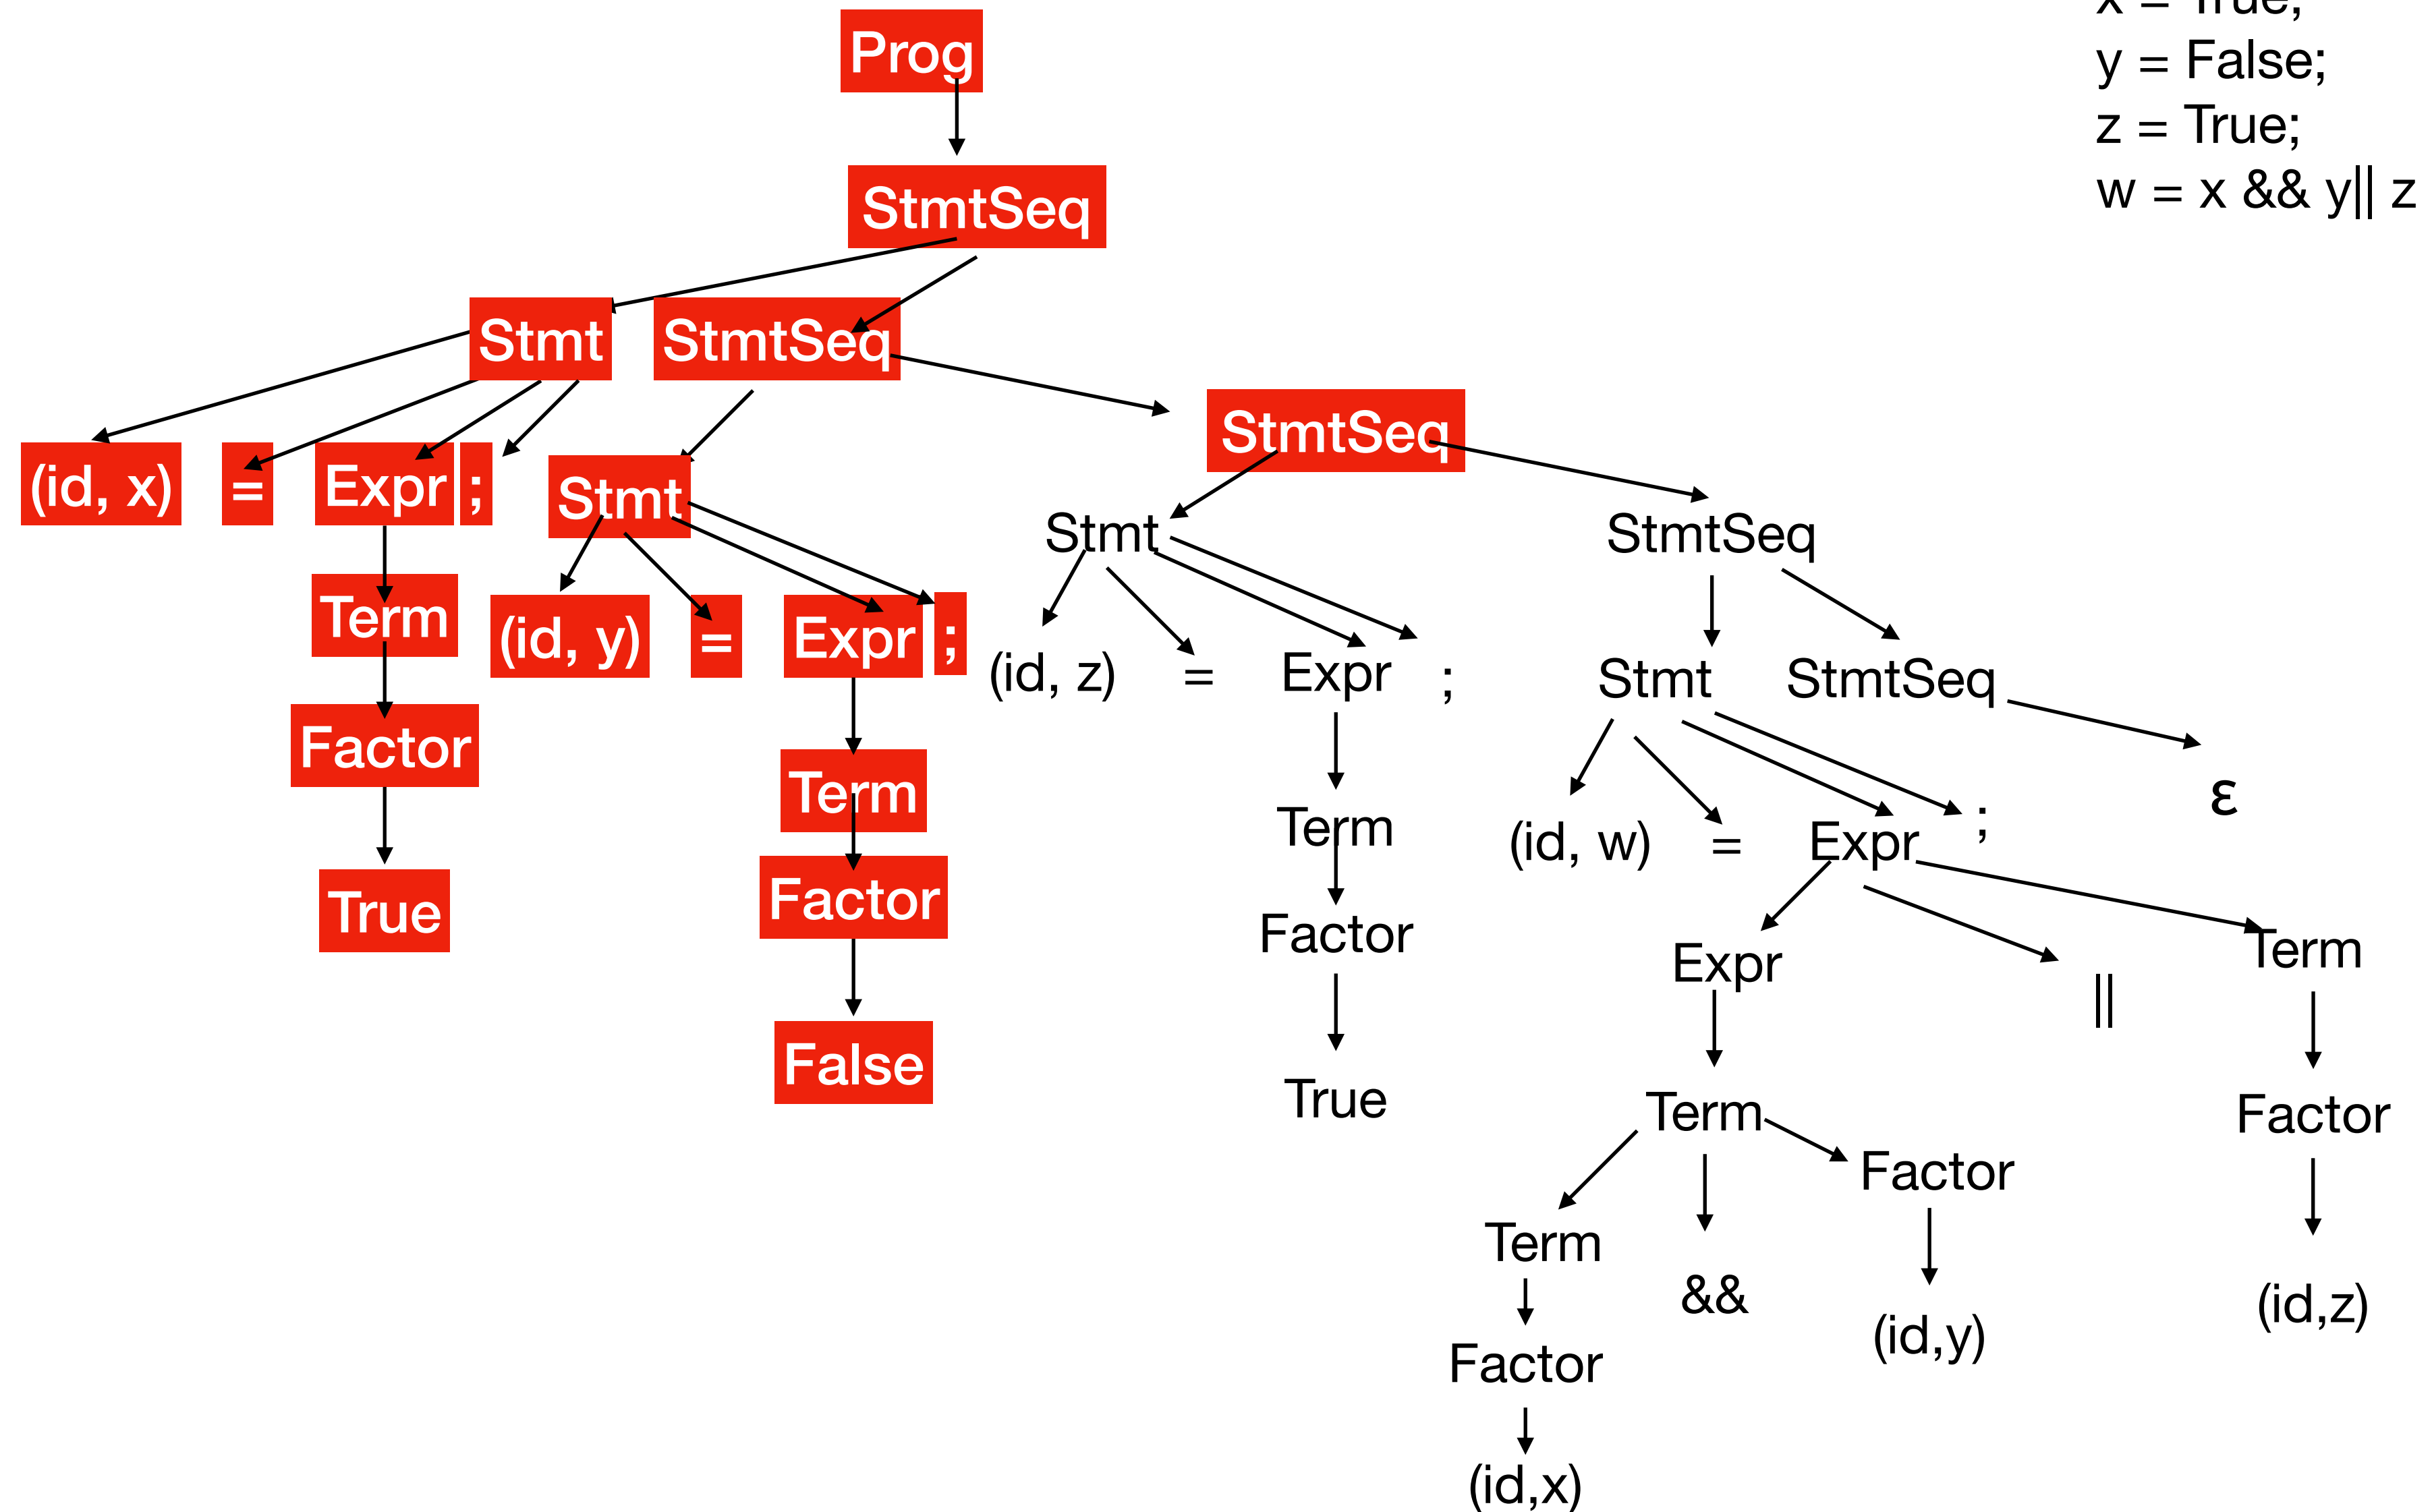 Prog
x = True;
y = False;
z = True;
w = x && y|| z
StmtSeq
Stmt StmtSeq
StmtSeq
(id, x) = Expr ;
Stmt
Stmt StmtSeq
Term
(id, y) = Expr ;
(id, z) = Expr ;
Stmt StmtSeq
Factor
Term
Term
(id, w) = Expr ;
ε
True
Factor
Factor
Expr || Term
False
True
Term
Factor
Factor
Term && (id,y) (id,z)
Factor
(id,x)